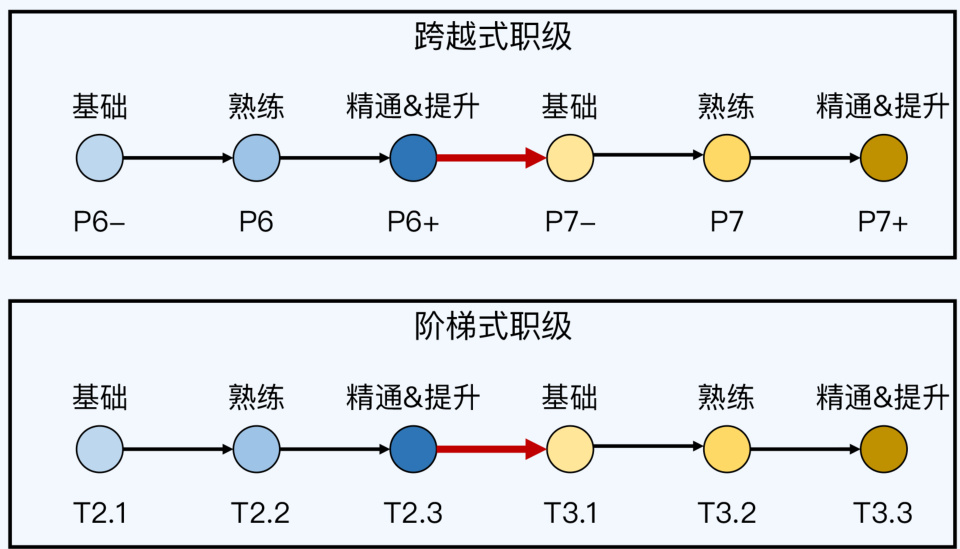 跨越式职级
基础 熟练 精通&提升 基础 熟练 精通&提升
P6– P6 P6+ P7– P7 P7+
阶梯式职级
基础 熟练 精通&提升 基础 熟练 精通&提升
T2.1 T2.2 T2.3 T3.1 T3.2 T3.3